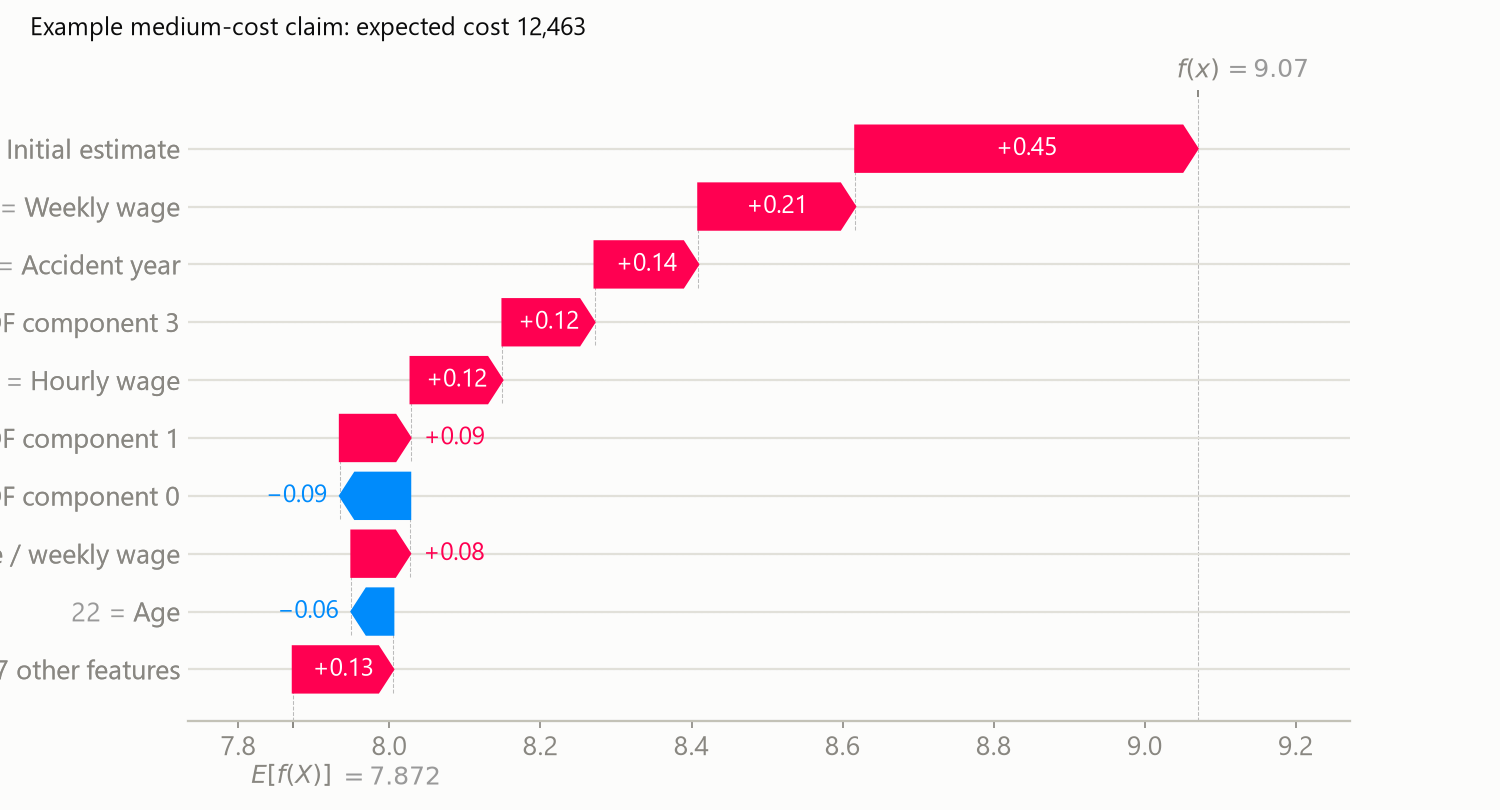 Example medium-cost claim: expected cost 12,463
f(x) = 9.07
Initial estimate +0.45
= Weekly wage +0.21
= Accident year +0.14
F component 3 +0.12
= Hourly wage +0.12
F component 1 +0.09
F component 0 −0.09
/ weekly wage +0.08
22 = Age −0.06
7 other features +0.13
7.8 8.0 8.2 8.4 8.6 8.8 9.0 9.2
E[f(X)] = 7.872